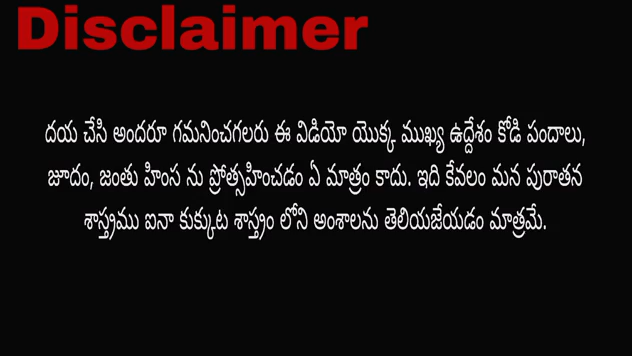 Disclaimer
దయ చేసి అందరూ గమనించగలరు ఈ విడియో యొక్క ముఖ్య ఉద్దేశం కోడి పందాలు,
జూదం, జంతు హింస ను ప్రోత్సహించడం ఏ మాత్రం కాదు. ఇది కేవలం మన పురాతన
శాస్త్రము ఐనా కుక్కుట శాస్త్రం లోని అంశాలను తెలియజేయడం మాత్రమే.